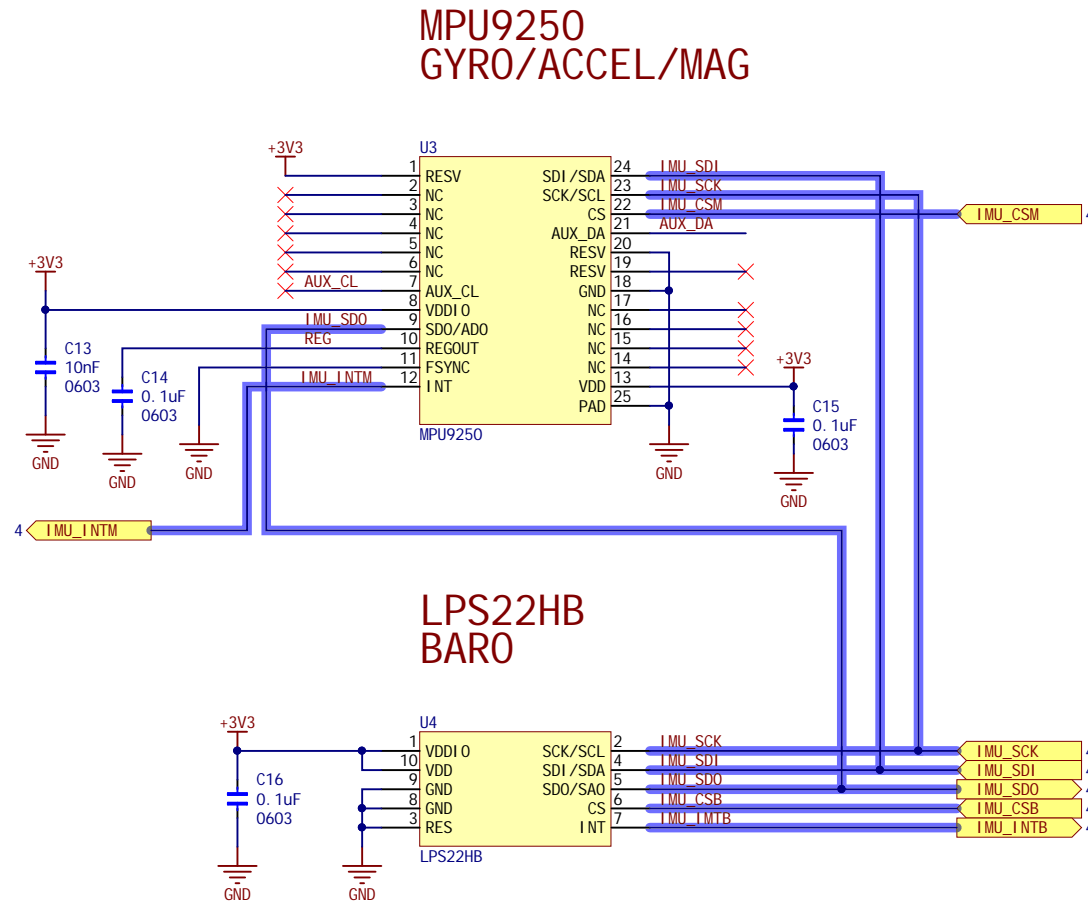 MPU9250
GYRO/ACCEL/MAG
U3
+3V3
1 RESV
2 NC
3 NC
4 NC
5 NC
6 NC
AUX_CL 7 AUX_CL
+3V3
8 VDDIO
IMU_SDO 9 SDO/ADO
REG 10 REGOUT
11 FSYNC
IMU_INTM 12 INT
SDI/SDA 24 IMU_SDI
SCK/SCL 23 IMU_SCK
CS 22 IMU_CSM
AUX_DA 21 AUX_DA
RESV 20
RESV 19
GND 18
NC 17
NC 16
NC 15
NC 14
VDD 13
PAD 25
MPU9250
IMU_CSM
C13
10nF
0603
GND
C14
0.1uF
0603
GND
GND
GND
+3V3
C15
0.1uF
0603
GND
4 IMU_INTM
LPS22HB
BARO
U4
+3V3
1 VDDIO
10 VDD
9 GND
8 GND
3 RES
SCK/SCL 2 IMU_SCK
SDI/SDA 4 IMU_SDI
SDO/SAO 5 IMU_SDO
CS 6 IMU_CSB
INT 7 IMU_IMTB
LPS22HB
IMU_SCK
IMU_SDI
IMU_SDO
IMU_CSB
IMU_INTB
C16
0.1uF
0603
GND
GND